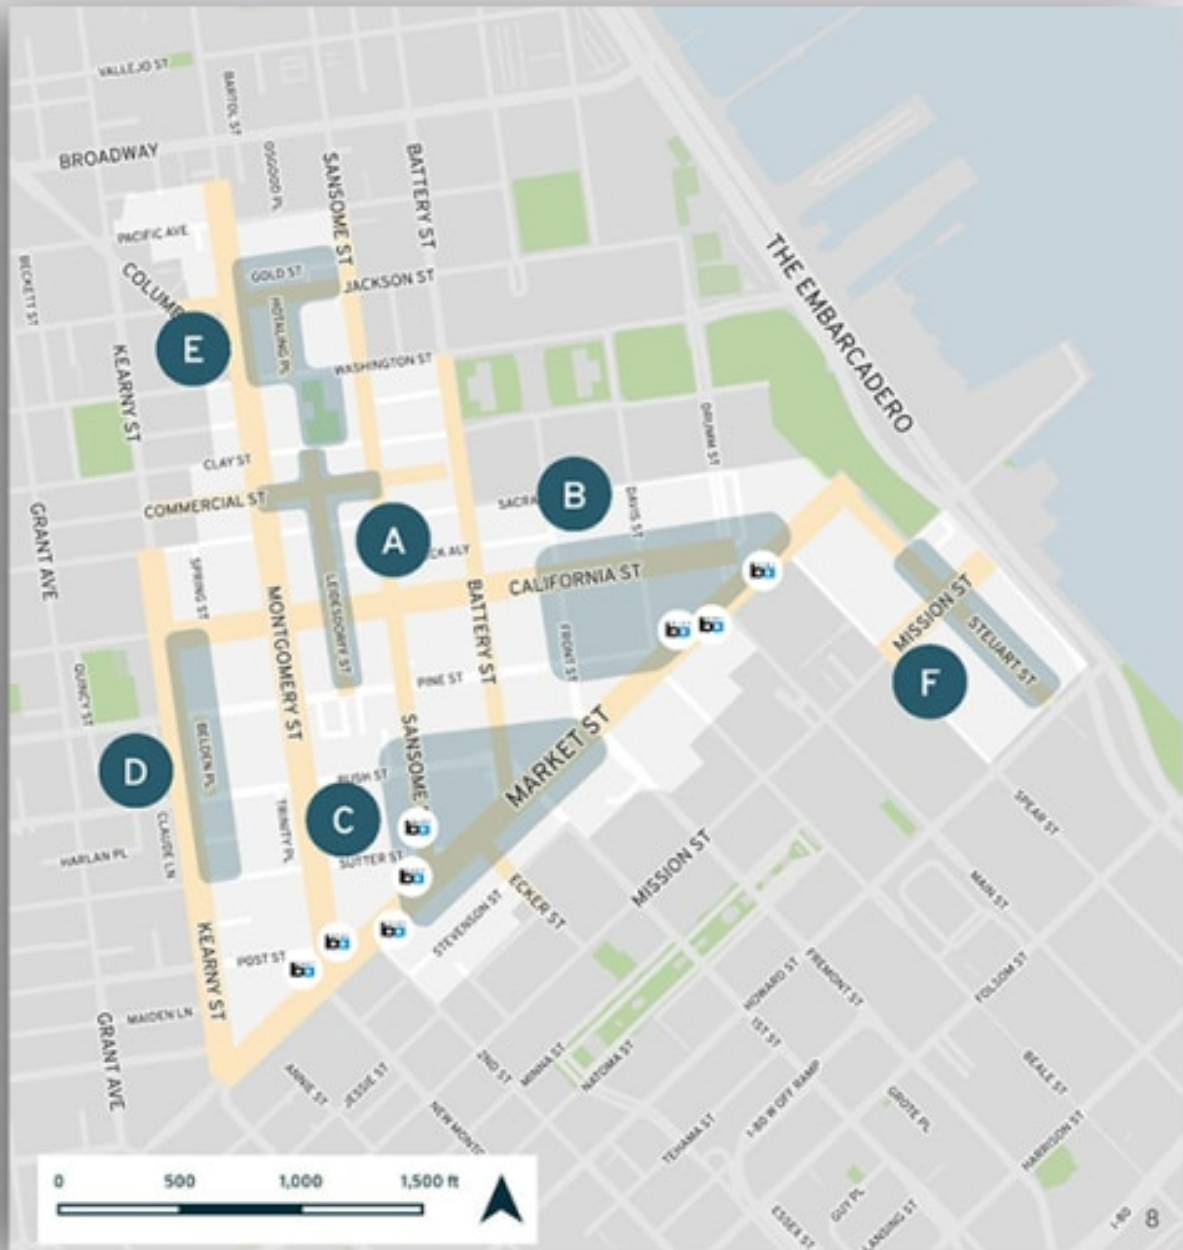 VALLEJO ST
BARTOL ST
BROADWAY
OSGOOD PL
SANSOME ST
BATTERY ST
PACIFIC AVE
BECKETT ST
COLUMB
GOLD ST
JACKSON ST
THE EMBARCADERO
HOTALING PL
E
KEARNY ST
WASHINGTON ST
DRUMM ST
CLAY ST
COMMERCIAL ST
SACRA
B
DAVIS ST
GRANT AVE
A
CK ALY
SPRING ST
CALIFORNIA ST
LEIDESDORFF ST
MONTGOMERY ST
BATTERY ST
FRONT ST
MISSION ST
STEUART ST
F
QUINCY ST
PINE ST
BELDEN PL
SANSOME
MARKET ST
D
BUSH ST
C
TRINITY PL
CLAUDE LN
HARLAN PL
SUTTER ST
SPEAR ST
MISSION ST
ECKER ST
STEVENSON ST
MAIN ST
KEARNY ST
POST ST
HOWARD ST
FREMONT ST
FOLSOM ST
MAIDEN LN
GRANT AVE
1ST ST
ANNIE ST
JESSIE ST
2ND ST
MINNA ST
NATOMA ST
BEALE ST
I-80 W OFF RAMP
GROTE PL
NEW MONTG
TEHAMA ST
HARRISON ST
GUY PL
LANSING ST
ESSEX ST
I-80
8
0 500 1,000 1,500 ft